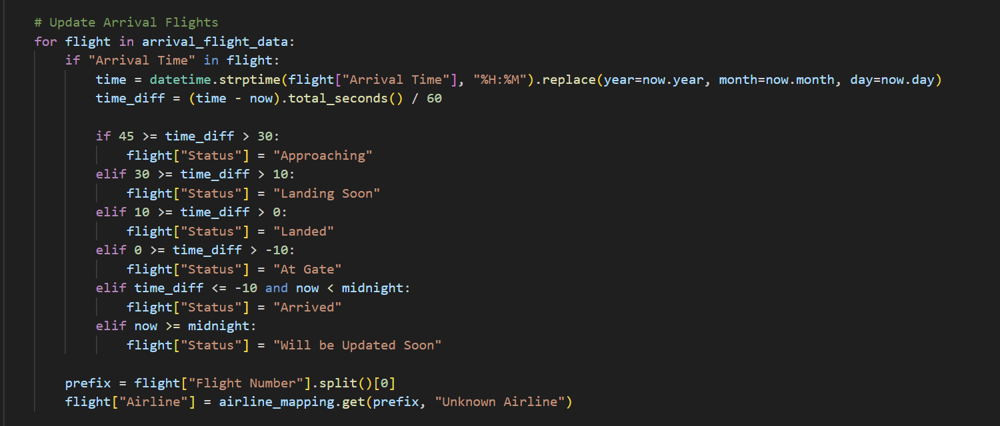 # Update Arrival Flights
for flight in arrival_flight_data:
    if "Arrival Time" in flight:
        time = datetime.strptime(flight["Arrival Time"], "%H:%M").replace(year=now.year, month=now.month, day=now.day)
        time_diff = (time - now).total_seconds() / 60

        if 45 >= time_diff > 30:
            flight["Status"] = "Approaching"
        elif 30 >= time_diff > 10:
            flight["Status"] = "Landing Soon"
        elif 10 >= time_diff > 0:
            flight["Status"] = "Landed"
        elif 0 >= time_diff > -10:
            flight["Status"] = "At Gate"
        elif time_diff <= -10 and now < midnight:
            flight["Status"] = "Arrived"
        elif now >= midnight:
            flight["Status"] = "Will be Updated Soon"

    prefix = flight["Flight Number"].split()[0]
    flight["Airline"] = airline_mapping.get(prefix, "Unknown Airline")